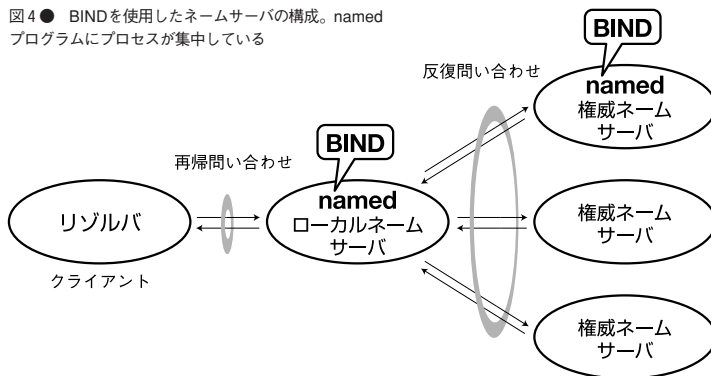 図4● BINDを使用したネームサーバの構成。named
プログラムにプロセスが集中している
BIND
反復問い合わせ
named
権威ネーム
サーバ
BIND
再帰問い合わせ
named
ローカルネーム
サーバ
リゾルバ
クライアント
権威ネーム
サーバ
権威ネーム
サーバ